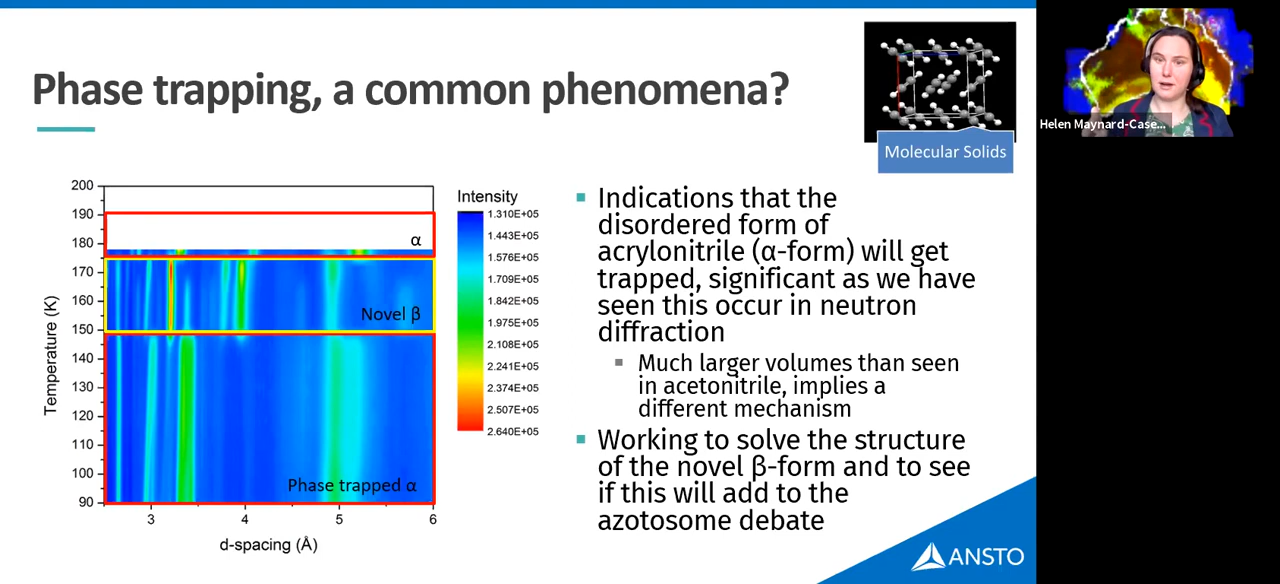 Phase trapping, a common phenomena?
Molecular Solids
Helen Maynard-Case...
200
190
180
170
160
150
140
130
120
110
100
90
Temperature (K)
α
Novel β
Phase trapped α
3
4
5
6
d-spacing (Å)
Intensity
1.310E+05
1.443E+05
1.576E+05
1.709E+05
1.842E+05
1.975E+05
2.108E+05
2.241E+05
2.374E+05
2.507E+05
2.640E+05
Indications that the
disordered form of
acrylonitrile (α-form) will get
trapped, significant as we have
seen this occur in neutron
diffraction
Much larger volumes than seen
in acetonitrile, implies a
different mechanism
Working to solve the structure
of the novel β-form and to see
if this will add to the
azotosome debate
ANSTO